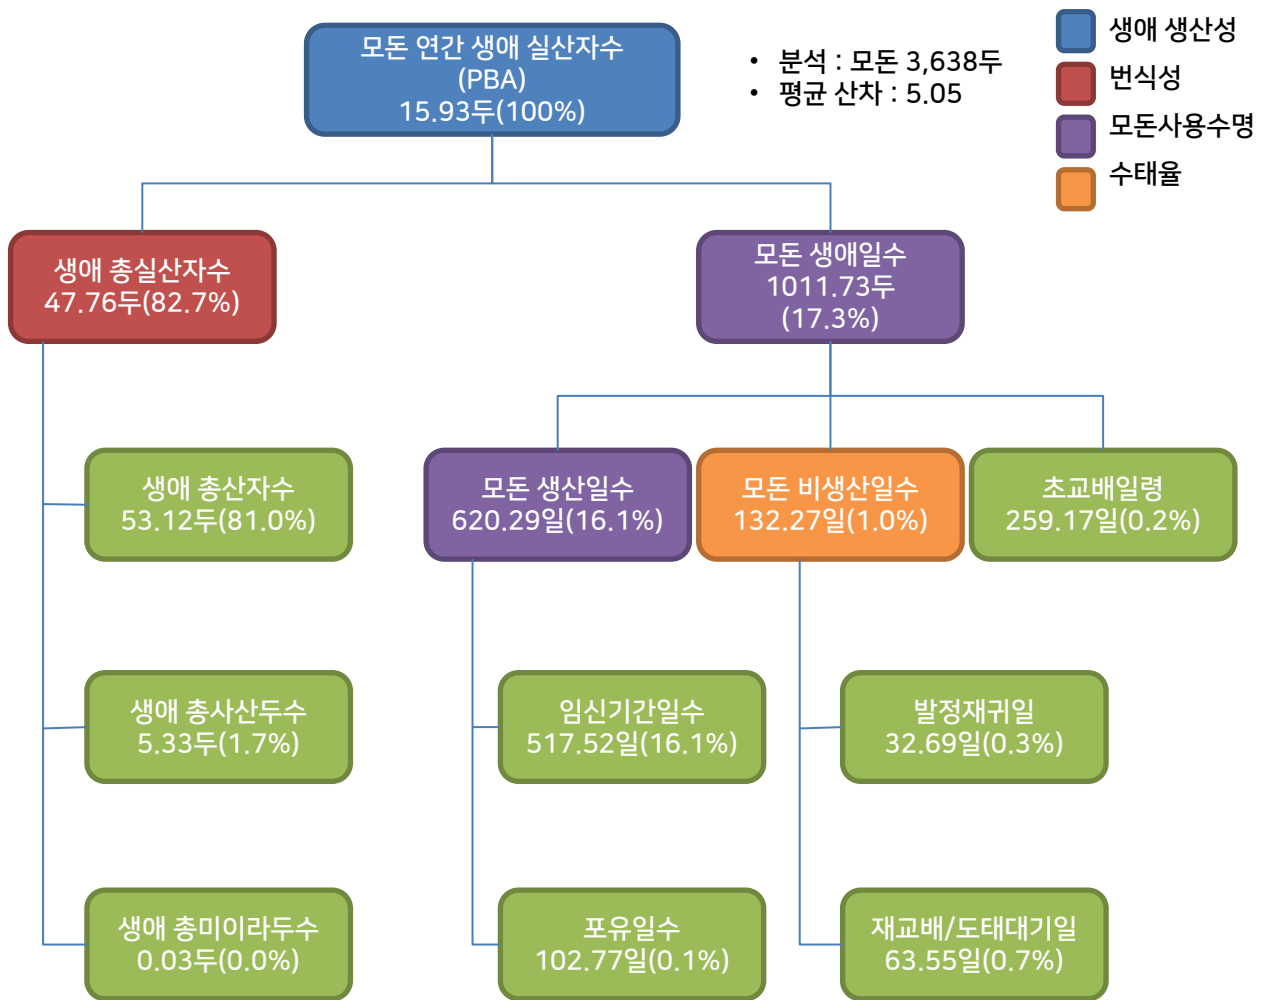 모돈 연간 생애 실산자수
(PBA)
15.93두(100%)
• 분석 : 모돈 3,638두
• 평균 산차 : 5.05
생애 생산성
번식성
모돈사용수명
수태율
생애 총실산자수
47.76두(82.7%)
모돈 생애일수
1011.73두
(17.3%)
생애 총산자수
53.12두(81.0%)
모돈 생산일수
620.29일(16.1%)
모돈 비생산일수
132.27일(1.0%)
초교배일령
259.17일(0.2%)
생애 총사산두수
5.33두(1.7%)
임신기간일수
517.52일(16.1%)
발정재귀일
32.69일(0.3%)
생애 총미이라두수
0.03두(0.0%)
포유일수
102.77일(0.1%)
재교배/도태대기일
63.55일(0.7%)